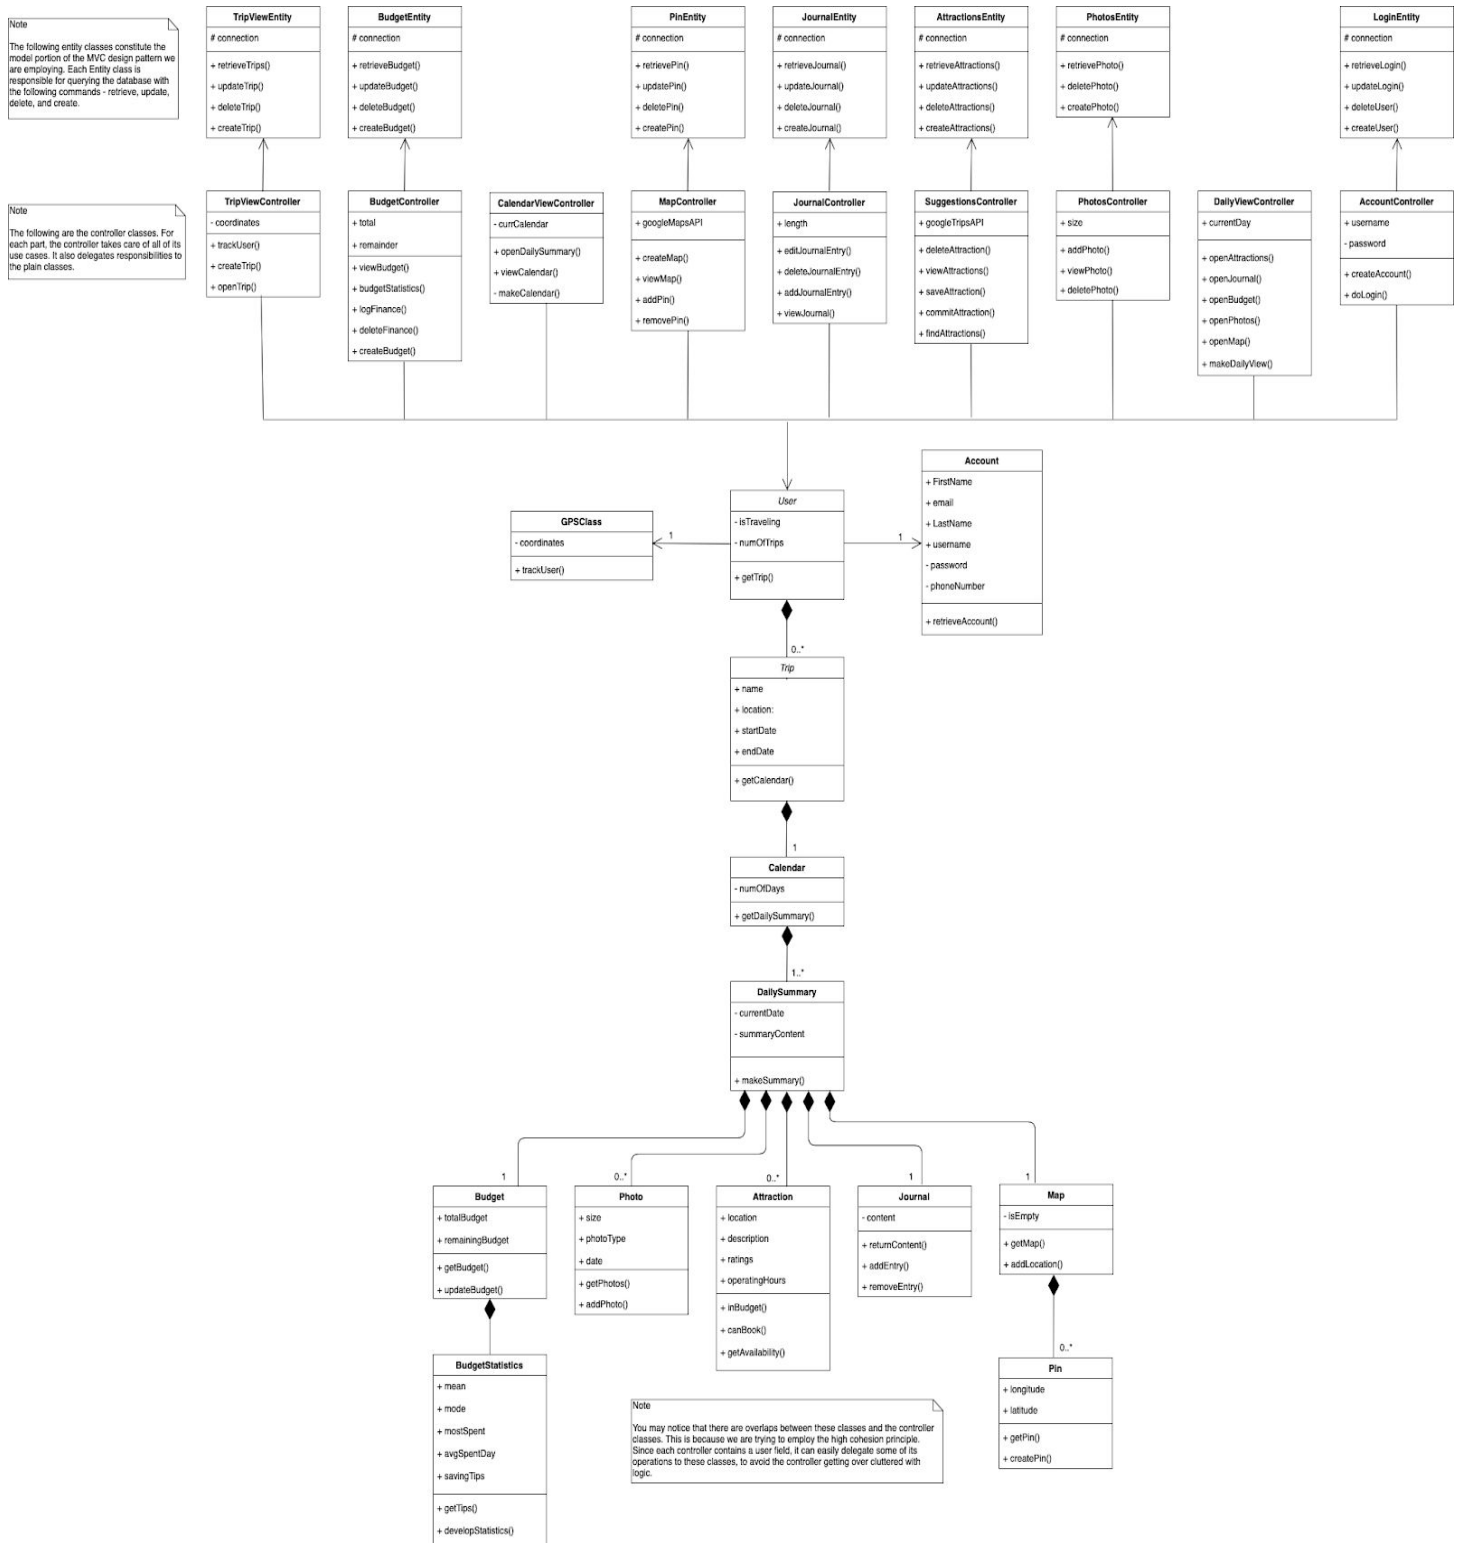 Note
The following entity classes constitute the
model portion of the MVC design pattern we
are employing. Each Entity class is
responsible for querying the database with
the following commands - retrieve, update,
delete, and create.
TripViewEntity
# connection
+ retrieveTrips()
+ updateTrip()
+ deleteTrip()
+ createTrip()
BudgetEntity
# connection
+ retrieveBudget()
+ updateBudget()
+ deleteBudget()
+ createBudget()
PinEntity
# connection
+ retrievePin()
+ updatePin()
+ deletePin()
+ createPin()
JournalEntity
# connection
+ retrieveJournal()
+ updateJournal()
+ deleteJournal()
+ createJournal()
AttractionsEntity
# connection
+ retrieveAttractions()
+ updateAttractions()
+ deleteAttractions()
+ createAttractions()
PhotosEntity
# connection
+ retrievePhoto()
+ deletePhoto()
+ createPhoto()
LoginEntity
# connection
+ retrieveLogin()
+ updateLogin()
+ deleteUser()
+ createUser()
Note
The following are the controller classes. For
each part, the controller takes care of all of its
use cases. It also delegates responsibilities to
the plain classes.
TripViewController
- coordinates
+ trackUser()
+ createTrip()
+ openTrip()
BudgetController
+ total
+ remainder
+ viewBudget()
+ budgetStatistics()
+ logFinance()
+ deleteFinance()
+ createBudget()
CalendarViewController
- currCalendar
+ openDailySummary()
+ viewCalendar()
- makeCalendar()
MapController
+ googleMapsAPI
+ createMap()
+ viewMap()
+ addPin()
+ removePin()
JournalController
+ length
+ editJournalEntry()
+ deleteJournalEntry()
+ addJournalEntry()
+ viewJournal()
SuggestionsController
+ googleTripsAPI
+ deleteAttraction()
+ viewAttractions()
+ saveAttraction()
+ commitAttraction()
+ findAttractions()
PhotosController
+ size
+ addPhoto()
+ viewPhoto()
+ deletePhoto()
DailyViewController
+ currentDay
+ openAttractions()
+ openJournal()
+ openBudget()
+ openPhotos()
+ openMap()
+ makeDailyView()
AccountController
+ username
- password
+ createAccount()
+ doLogin()
GPSClass
- coordinates
+ trackUser()
1
User
- isTraveling
- numOfTrips
+ getTrip()
1
Account
+ FirstName
+ email
+ LastName
+ username
- password
- phoneNumber
+ retrieveAccount()
0..*
Trip
+ name
+ location:
+ startDate
+ endDate
+ getCalendar()
1
Calendar
- numOfDays
+ getDailySummary()
1..*
DailySummary
- currentDate
- summaryContent
+ makeSummary()
1
0..*
0..*
1
1
Budget
+ totalBudget
+ remainingBudget
+ getBudget()
+ updateBudget()
Photo
+ size
+ photoType
+ date
+ getPhotos()
+ addPhoto()
Attraction
+ location
+ description
+ ratings
+ operatingHours
+ inBudget()
+ canBook()
+ getAvailability()
Journal
- content
+ returnContent()
+ addEntry()
+ removeEntry()
Map
- isEmpty
+ getMap()
+ addLocation()
0..*
BudgetStatistics
+ mean
+ mode
+ mostSpent
+ avgSpentDay
+ savingTips
+ getTips()
+ developStatistics()
Note
You may notice that there are overlaps between these classes and the controller
classes. This is because we are trying to employ the high cohesion principle.
Since each controller contains a user field, it can easily delegate some of its
operations to these classes, to avoid the controller getting over cluttered with
logic.
Pin
+ longitude
+ latitude
+ getPin()
+ createPin()